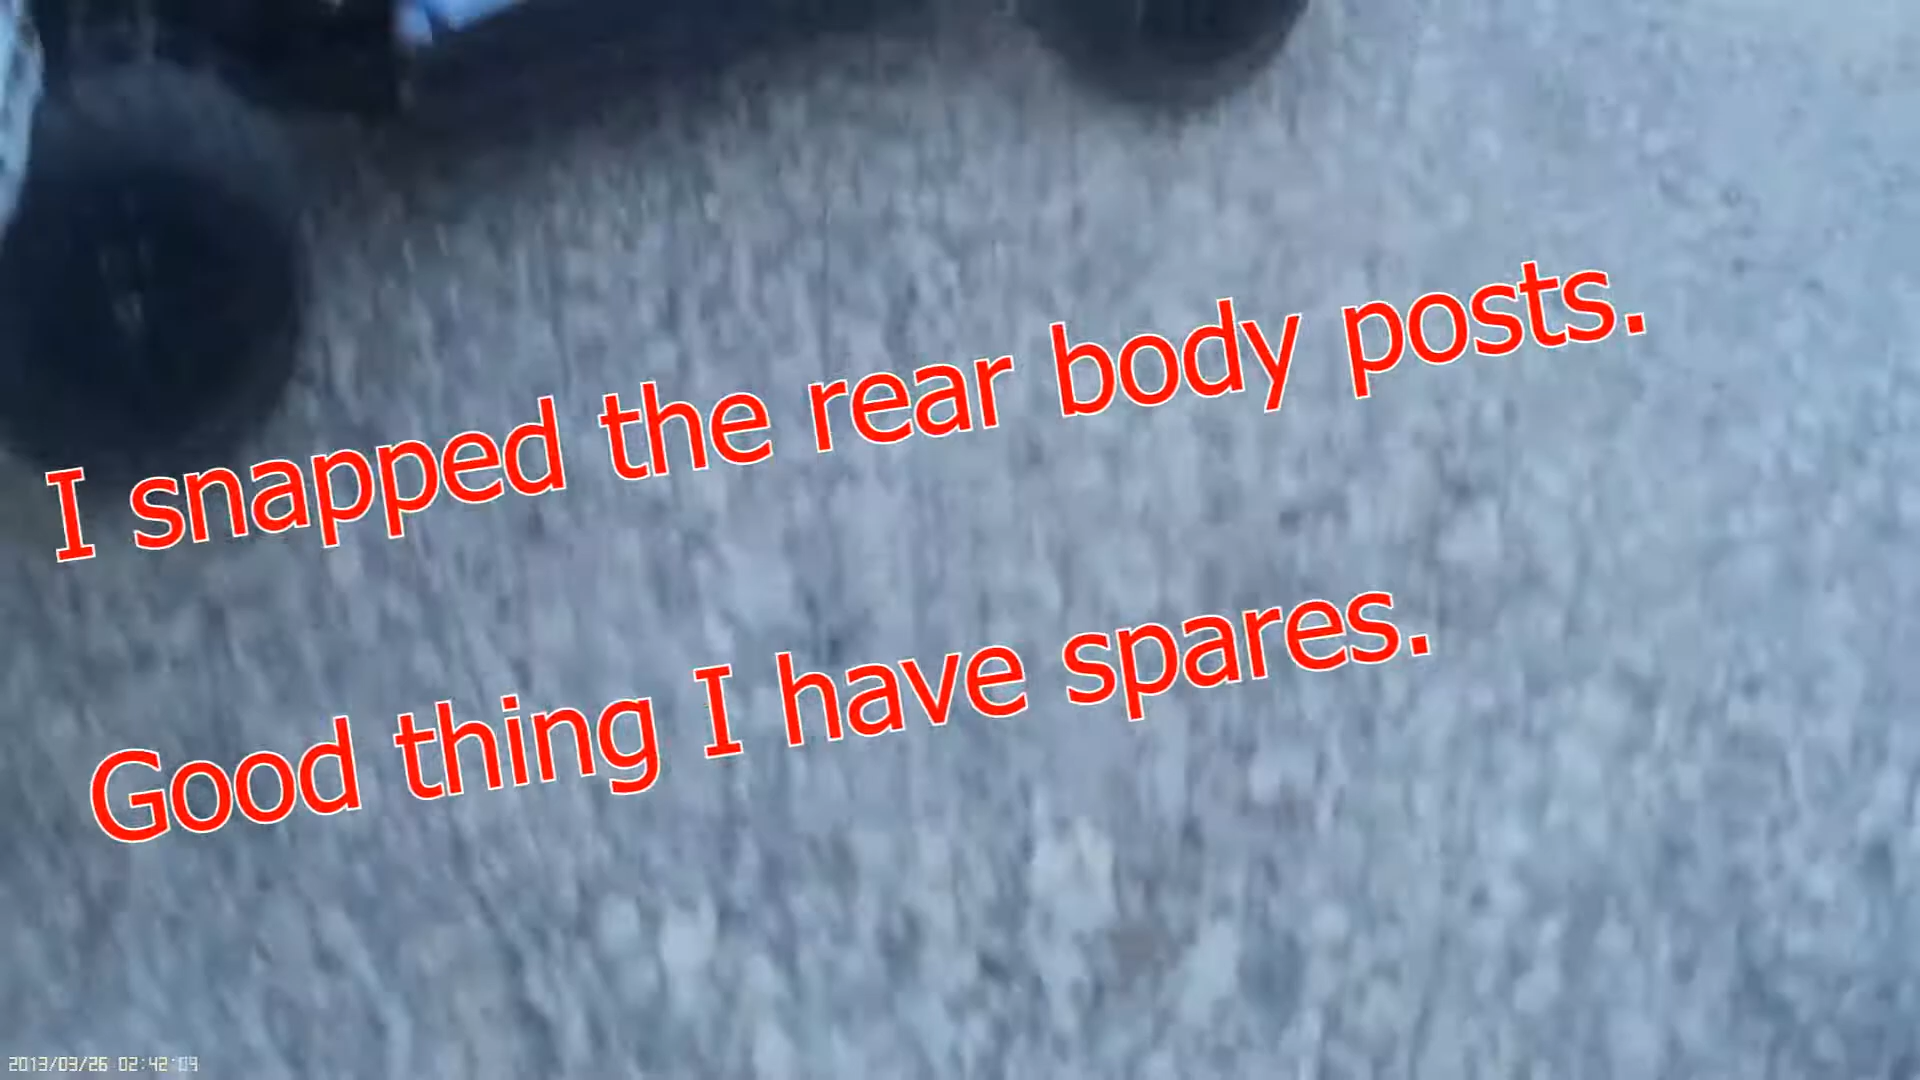 I snapped the rear body posts.
Good thing I have spares.
2013/03/26 02:42:09